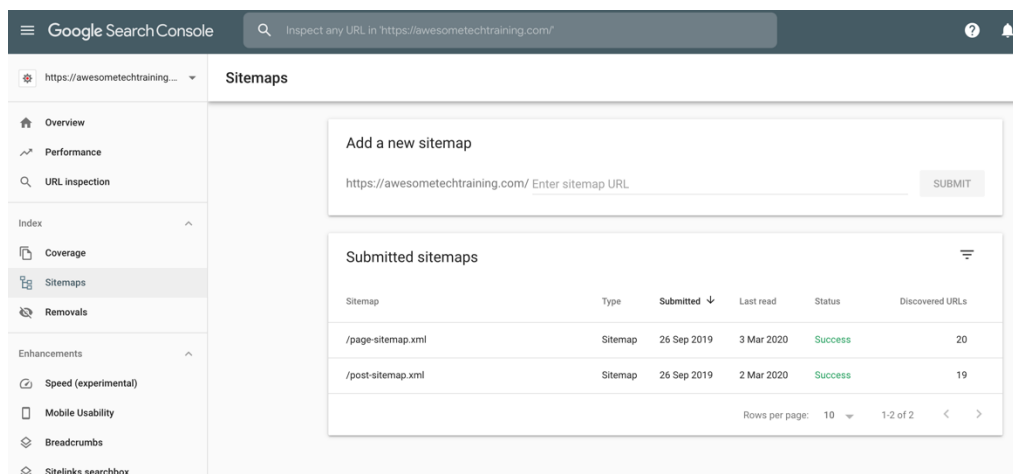 Google Search Console
Inspect any URL in 'https://awesometechtraining.com/'
https://awesometechtraining....
Sitemaps
Overview
Performance
URL inspection
Index
Coverage
Sitemaps
Removals
Enhancements
Speed (experimental)
Mobile Usability
Breadcrumbs
Sitelinks searchbox
Add a new sitemap
https://awesometechtraining.com/ Enter sitemap URL SUBMIT
Submitted sitemaps
Sitemap Type Submitted Last read Status Discovered URLs
/page-sitemap.xml Sitemap 26 Sep 2019 3 Mar 2020 Success 20
/post-sitemap.xml Sitemap 26 Sep 2019 2 Mar 2020 Success 19
Rows per page: 10 1-2 of 2